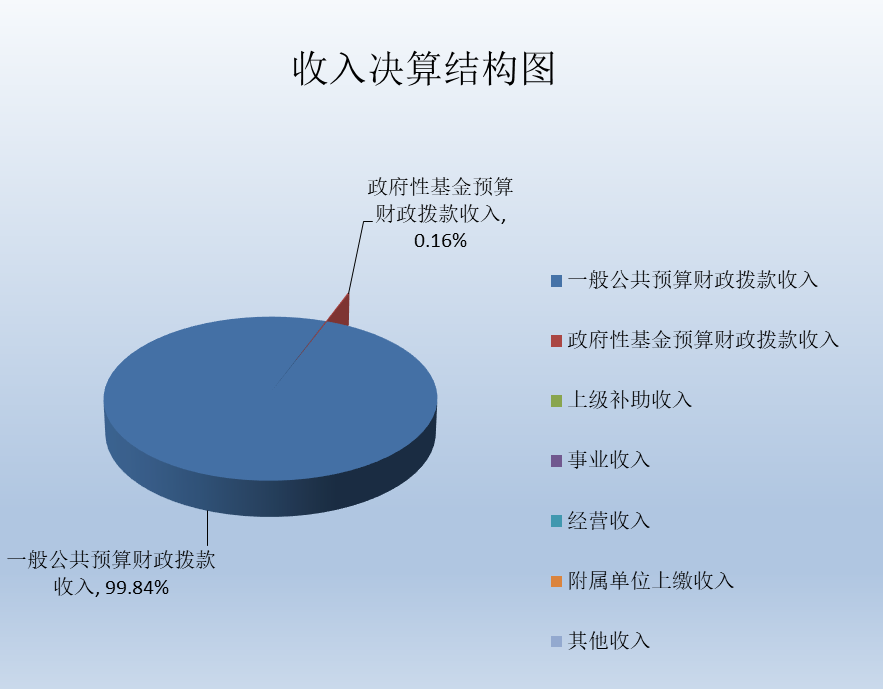 收入决算结构图
政府性基金预算
财政拨款收入,
0.16%
一般公共预算财政拨款
收入, 99.84%
一般公共预算财政拨款收入
政府性基金预算财政拨款收入
上级补助收入
事业收入
经营收入
附属单位上缴收入
其他收入